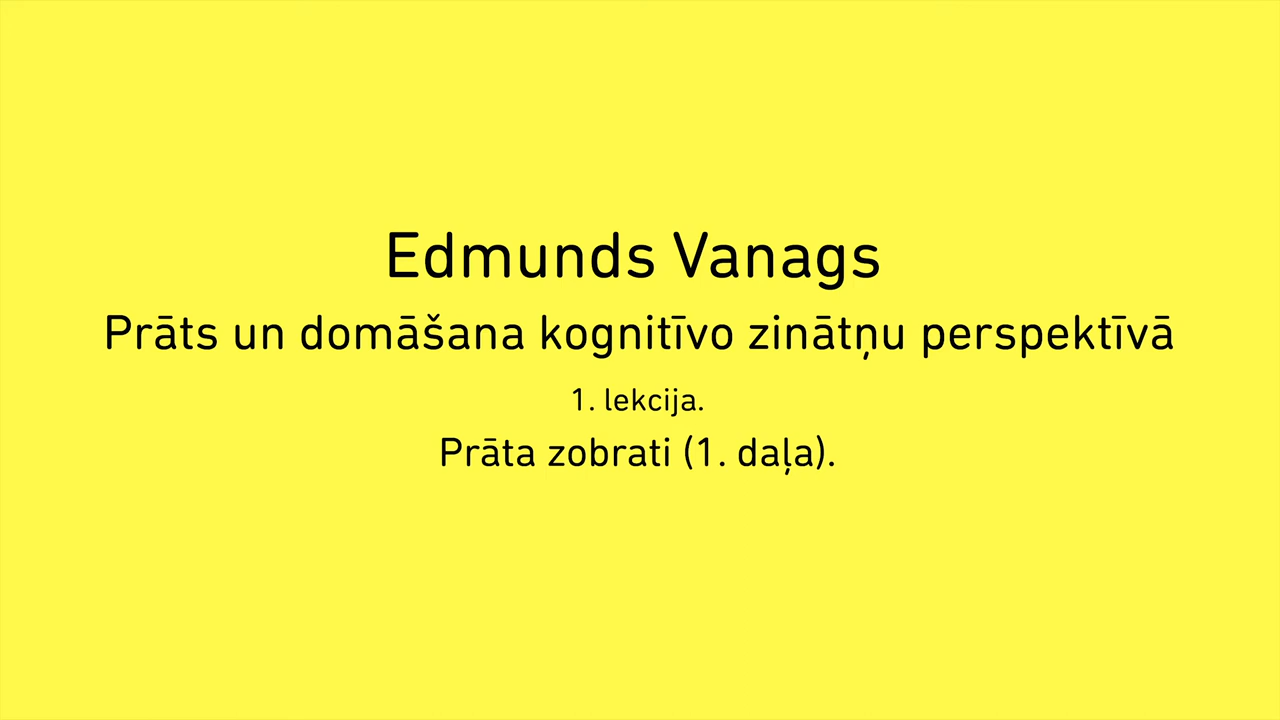 Edmunds Vanags
Prāts un domāšana kognitīvo zinātņu perspektīvā
1. lekcija.
Prāta zobrati (1. daļa).